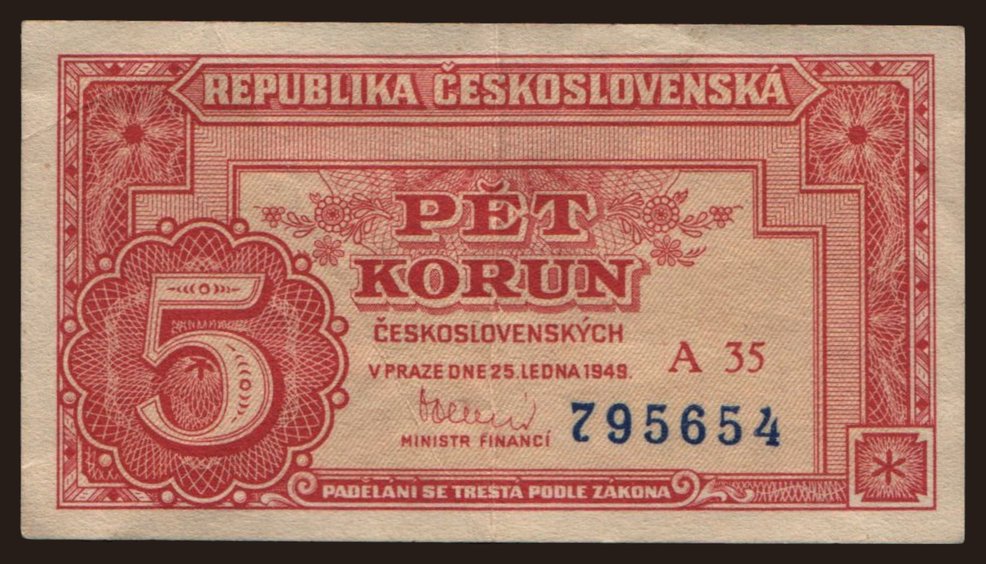 REPUBLIKA ČESKOSLOVENSKÁ
PĚT
KORUN
ČESKOSLOVENSKÝCH
V PRAZE DNE 25. LEDNA 1949.
A 35
795654
MINISTR FINANCÍ
5
PADĚLÁNÍ SE TRESTÁ PODLE ZÁKONA